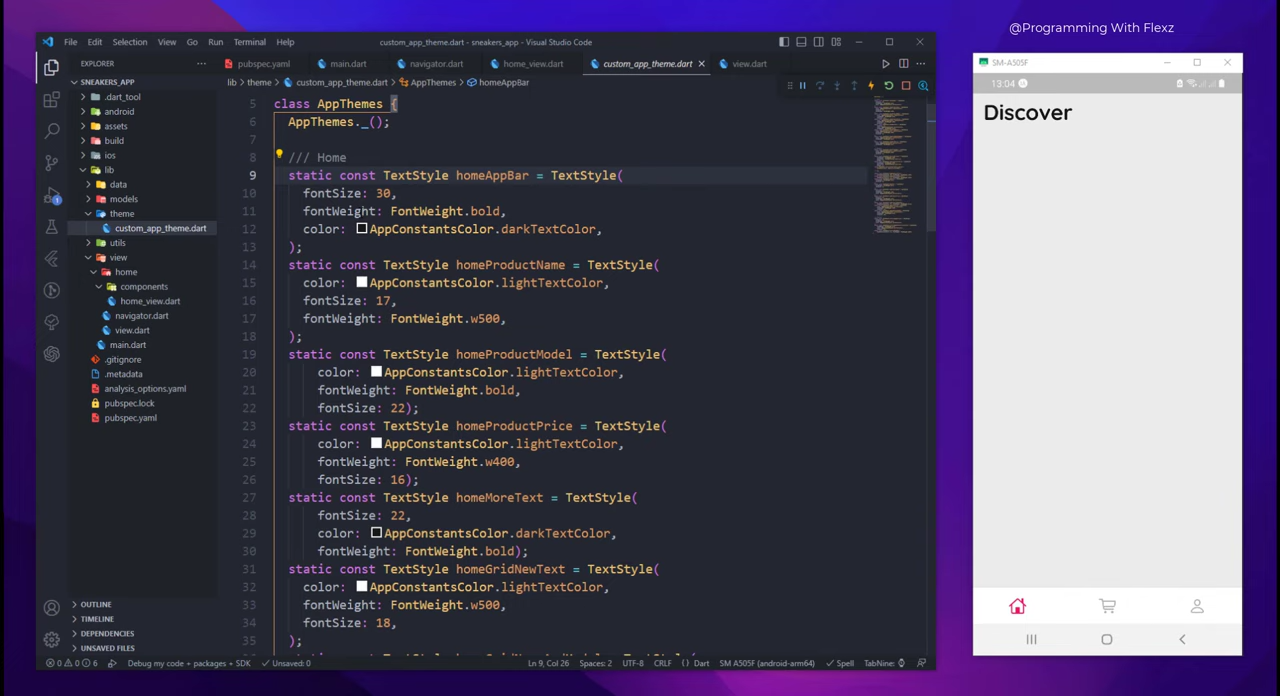 @Programming With Flexz
File Edit Selection View Go Run Terminal Help
custom_app_theme.dart - sneakers_app - Visual Studio Code
SM-A505F
EXPLORER
pubspec.yaml
main.dart
navigator.dart
home_view.dart
custom_app_theme.dart
view.dart
SNEAKERS_APP
lib > theme > custom_app_theme.dart > AppThemes > homeAppBar
.dart_tool
android
assets
build
ios
lib
data
models
theme
custom_app_theme.dart
utils
view
home
components
home_view.dart
navigator.dart
view.dart
main.dart
.gitignore
.metadata
analysis_options.yaml
pubspec.lock
pubspec.yaml
OUTLINE
TIMELINE
DEPENDENCIES
UNSAVED FILES
5 class AppThemes {
6 AppThemes._();
7
8 /// Home
9 static const TextStyle homeAppBar = TextStyle(
10 fontSize: 30,
11 fontWeight: FontWeight.bold,
12 color: AppConstantsColor.darkTextColor,
13 );
14 static const TextStyle homeProductName = TextStyle(
15 color: AppConstantsColor.lightTextColor,
16 fontSize: 17,
17 fontWeight: FontWeight.w500,
18 );
19 static const TextStyle homeProductModel = TextStyle(
20 color: AppConstantsColor.lightTextColor,
21 fontWeight: FontWeight.bold,
22 fontSize: 22);
23 static const TextStyle homeProductPrice = TextStyle(
24 color: AppConstantsColor.lightTextColor,
25 fontWeight: FontWeight.w400,
26 fontSize: 16);
27 static const TextStyle homeMoreText = TextStyle(
28 fontSize: 22,
29 color: AppConstantsColor.darkTextColor,
30 fontWeight: FontWeight.bold);
31 static const TextStyle homeGridNewText = TextStyle(
32 color: AppConstantsColor.lightTextColor,
33 fontWeight: FontWeight.w500,
34 fontSize: 18,
35 );
13:04
Discover
0 0 6 Debug my code + packages + SDK Unsaved: 0
Ln 9, Col 26 Spaces: 2 UTF-8 CRLF {} Dart SM A505F (android-arm64) Spell TabNine: